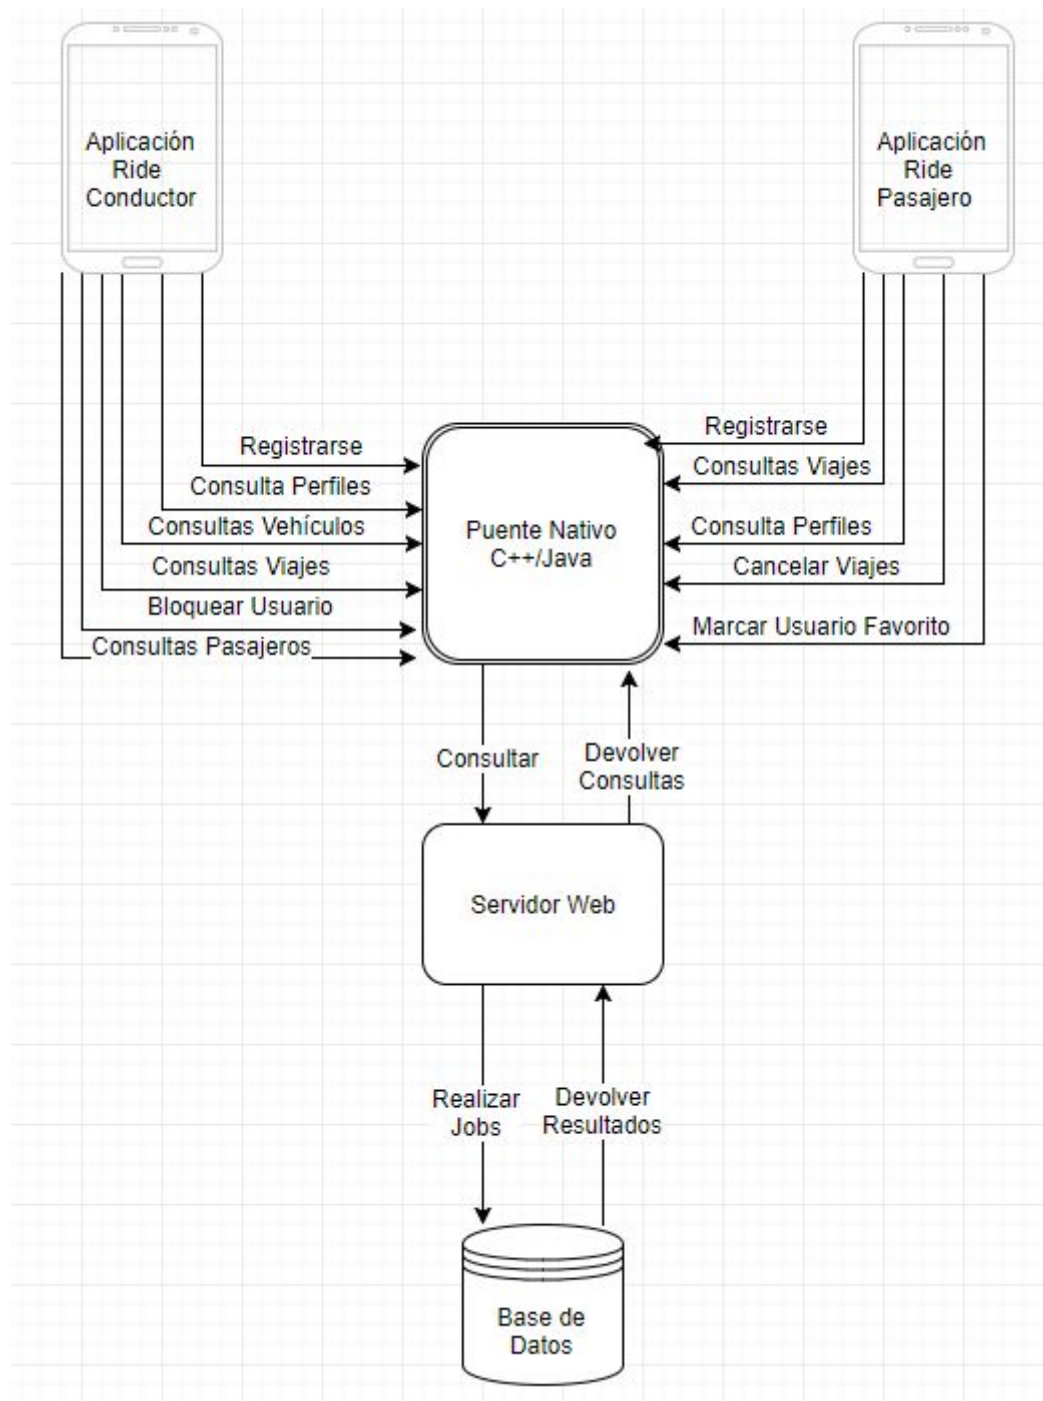 Aplicación
Ride
Conductor
Aplicación
Ride
Pasajero
Registrarse
Consulta Perfiles
Consultas Vehículos
Consultas Viajes
Bloquear Usuario
Consultas Pasajeros
Registrarse
Consultas Viajes
Consulta Perfiles
Cancelar Viajes
Marcar Usuario Favorito
Puente Nativo
C++/Java
Consultar
Devolver
Consultas
Servidor Web
Realizar
Jobs
Devolver
Resultados
Base de
Datos